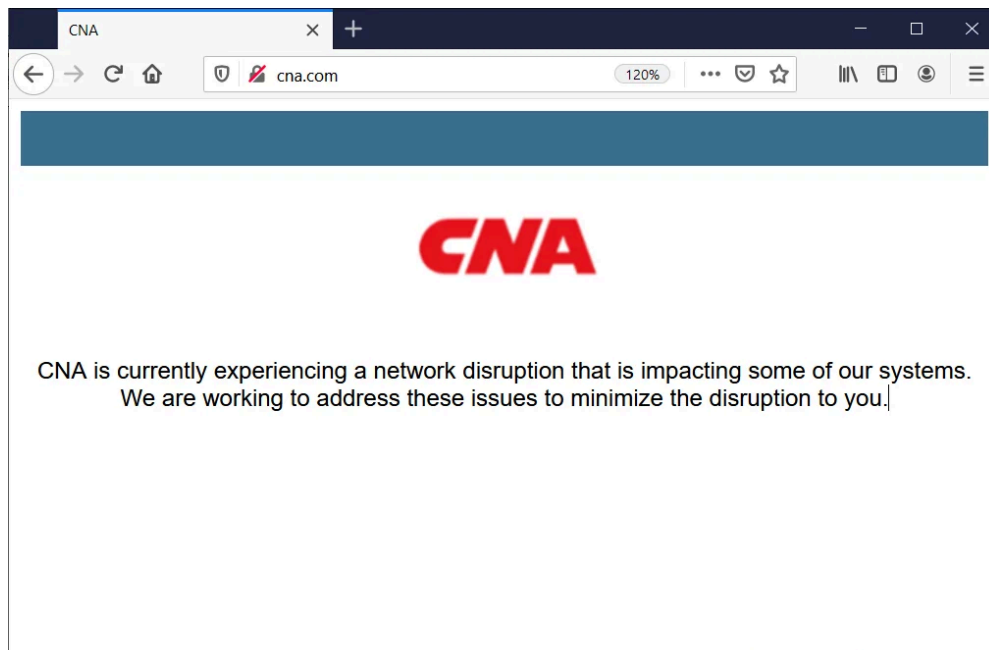 CNA
cna.com
120%
CNA
CNA is currently experiencing a network disruption that is impacting some of our systems.
We are working to address these issues to minimize the disruption to you.